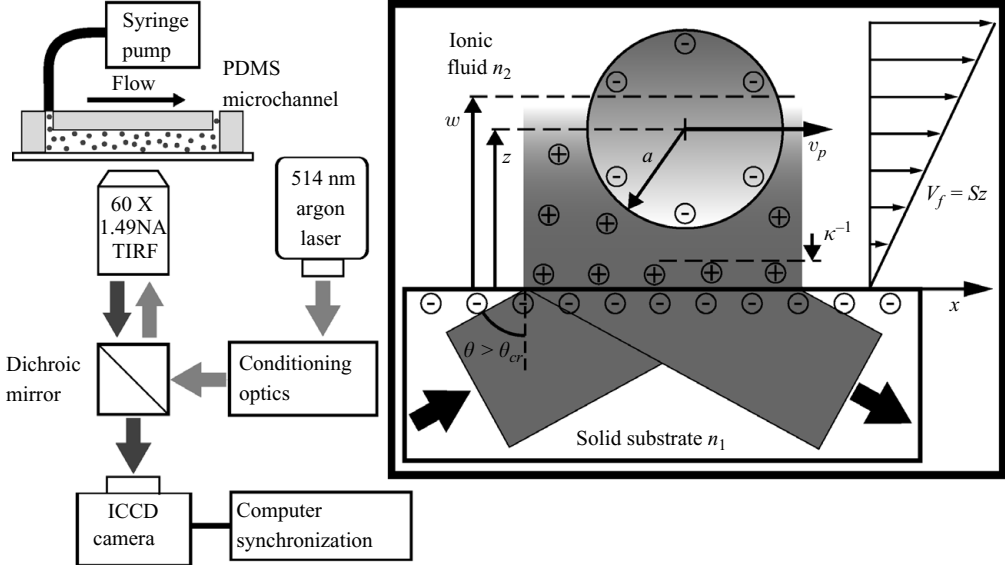 Syringe
pump
Flow
PDMS
microchannel
60 X
1.49NA
TIRF
514 nm
argon
laser
Dichroic
mirror
Conditioning
optics
ICCD
camera
Computer
synchronization
Ionic
fluid n2
w
z
a
vp
κ−1
Vf = Sz
x
θ > θcr
Solid substrate n1